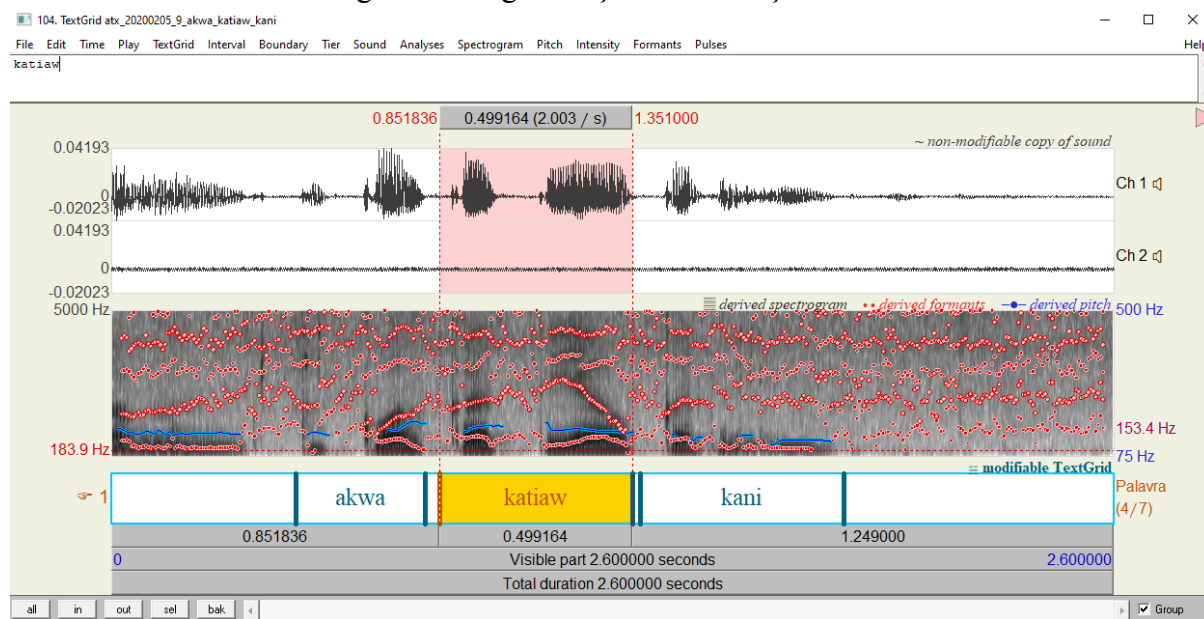 104. TextGrid atx_20200205_9_akwa_katiaw_kani
File Edit Time Play TextGrid Interval Boundary Tier Sound Analyses Spectrogram Pitch Intensity Formants Pulses Help
katiaw
0.851836 0.499164 (2.003 / s) 1.351000
~ non-modifiable copy of sound
0.04193
0
-0.02023
Ch 1
0.04193
0
-0.02023
Ch 2
derived spectrogram derived formants derived pitch
5000 Hz 500 Hz
153.4 Hz
183.9 Hz 75 Hz
modifiable TextGrid
1 akwa katiaw kani Palavra
(4/7)
0.851836 0.499164 1.249000
0 Visible part 2.600000 seconds 2.600000
Total duration 2.600000 seconds
all in out sel bak Group